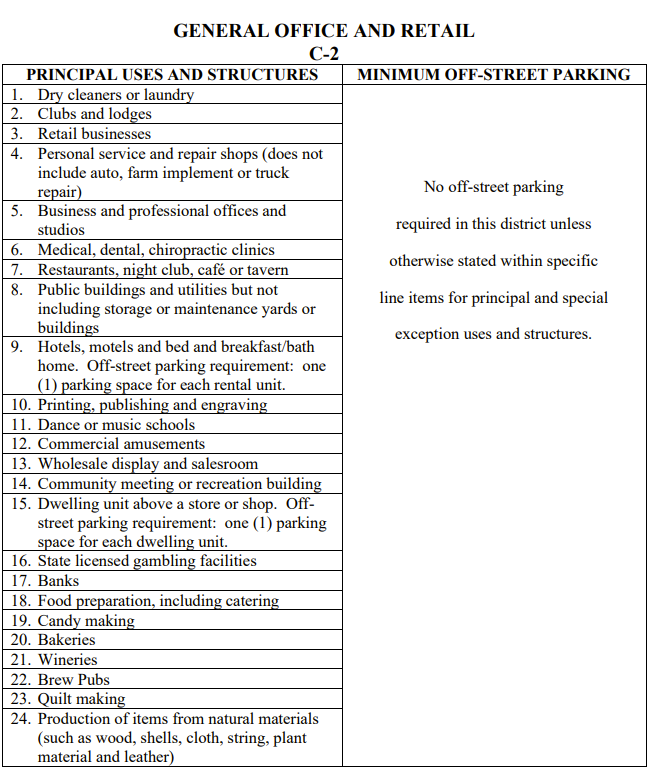 GENERAL OFFICE AND RETAIL
C-2
PRINCIPAL USES AND STRUCTURES
MINIMUM OFF-STREET PARKING
1. Dry cleaners or laundry
2. Clubs and lodges
3. Retail businesses
4. Personal service and repair shops (does not
include auto, farm implement or truck
repair)
5. Business and professional offices and
studios
6. Medical, dental, chiropractic clinics
7. Restaurants, night club, café or tavern
8. Public buildings and utilities but not
including storage or maintenance yards or
buildings
9. Hotels, motels and bed and breakfast/bath
home. Off-street parking requirement: one
(1) parking space for each rental unit.
10. Printing, publishing and engraving
11. Dance or music schools
12. Commercial amusements
13. Wholesale display and salesroom
14. Community meeting or recreation building
15. Dwelling unit above a store or shop. Off-
street parking requirement: one (1) parking
space for each dwelling unit.
16. State licensed gambling facilities
17. Banks
18. Food preparation, including catering
19. Candy making
20. Bakeries
21. Wineries
22. Brew Pubs
23. Quilt making
24. Production of items from natural materials
(such as wood, shells, cloth, string, plant
material and leather)
No off-street parking
required in this district unless
otherwise stated within specific
line items for principal and special
exception uses and structures.